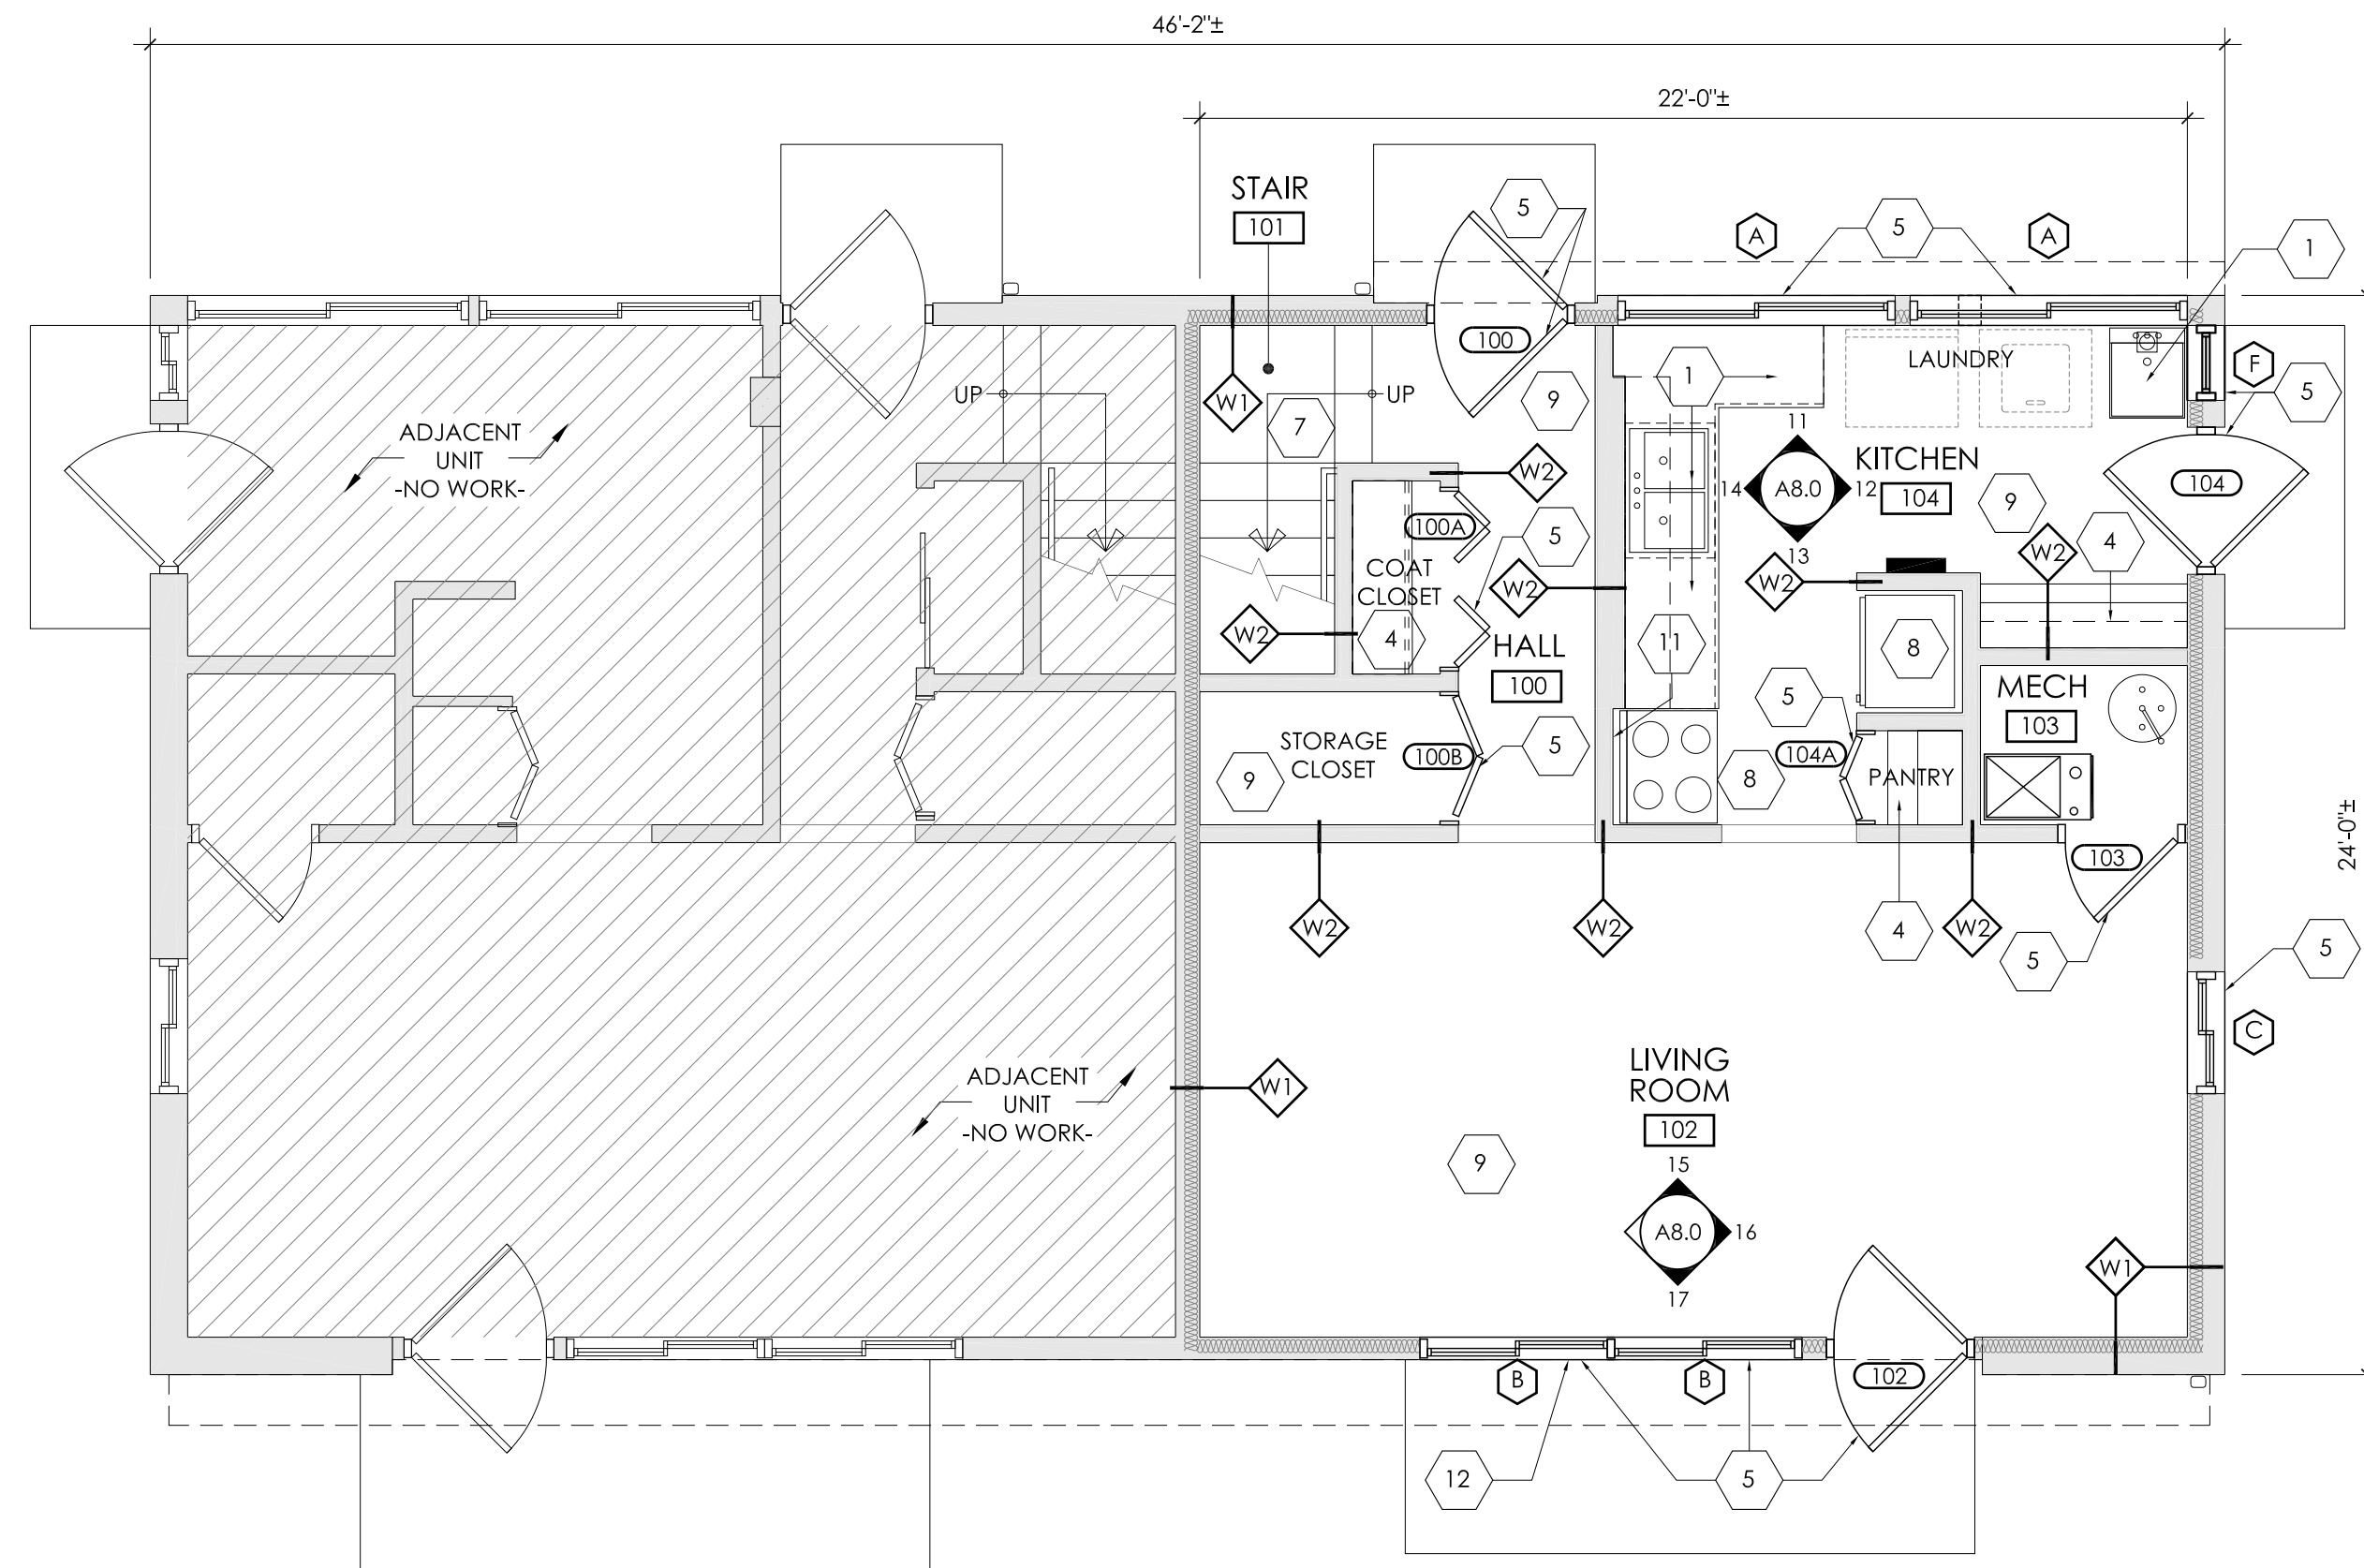 46'-2"±
22'-0"±
STAIR
101
5
A
5
A
1
100
LAUNDRY
F
5
UP
W1
7
UP
9
1
11
ADJACENT
UNIT
-NO WORK-
W2
14
A8.0
12
13
KITCHEN
104
9
104
100A
5
W2
4
COAT
CLOSET
W2
W2
W2
4
11
HALL
100
8
5
MECH
103
STORAGE
CLOSET
9
100B
5
8
104A
PANTRY
24'-0"±
103
W2
W2
4
W2
5
5
C
ADJACENT
UNIT
-NO WORK-
W1
LIVING
ROOM
102
9
15
A8.0
16
17
W1
B
B
102
12
5